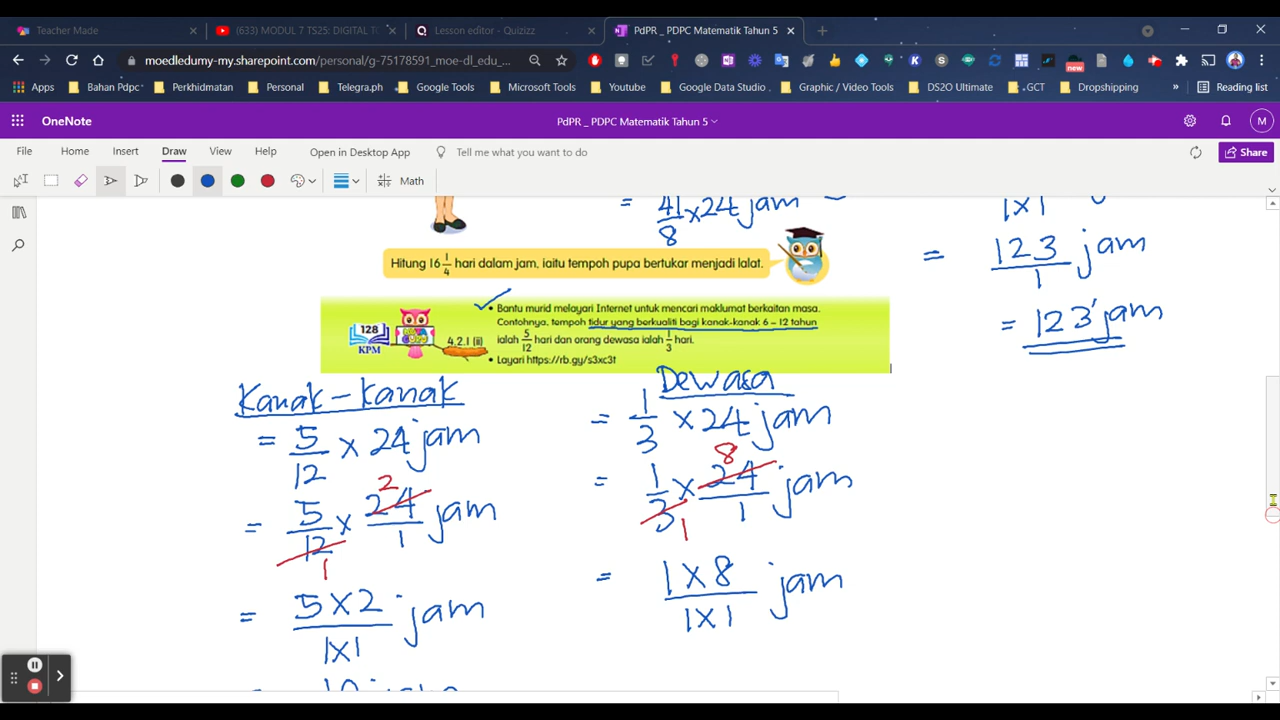 Teacher Made
(633) MODUL 7 TS25: DIGITAL T
Lesson editor - Quizizz
PdPR _ PDPC Matematik Tahun 5
moedledumy-my.sharepoint.com/personal/g-75178591_moe-dl_edu_...
Apps
Bahan Pdpc
Perkhidmatan
Personal
Telegra.ph
Google Tools
Microsoft Tools
Youtube
Google Data Studio
Graphic / Video Tools
DS2O Ultimate
GCT
Dropshipping
»
Reading list
new
OneNote
PdPR _ PDPC Matematik Tahun 5
M
File
Home
Insert
Draw
View
Help
Open in Desktop App
Tell me what you want to do
Share
Math
= 41/8 x 24 jam
1x1
Hitung 16 1/4 hari dalam jam, iaitu tempoh pupa bertukar menjadi lalat.
= 123/1 jam
= 123 jam
• Bantu murid melayari Internet untuk mencari maklumat berkaitan masa.
Contohnya, tempoh tidur yang berkualiti bagi kanak-kanak 6 – 12 tahun
ialah 5/12 hari dan orang dewasa ialah 1/3 hari.
• Layari https://rb.gy/s3xc3t
128
KPM
4.2.1 (ii)
Kanak - Kanak
= 5/12 x 24 jam
2
= 5/12 x 24/1 jam
1
= 5x2/1x1 jam
Dewasa
= 1/3 x 24 jam
8
= 1/3 x 24/1 jam
1
= 1x8/1x1 jam